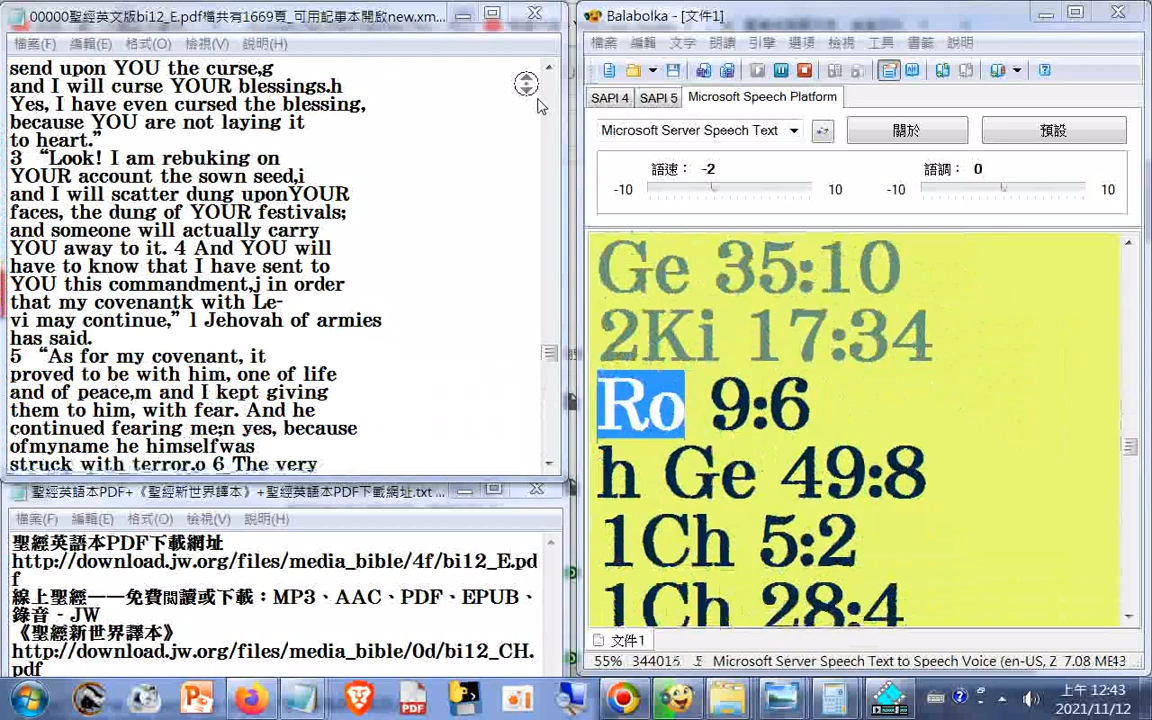 00000聖經英文版bi12_E.pdf檔共有1669頁_可用記事本開啟new.xm...
檔案(F) 編輯(E) 格式(O) 檢視(V) 說明(H)
send upon YOU the curse,g
and I will curse YOUR blessings.h
Yes, I have even cursed the blessing,
because YOU are not laying it
to heart.”
3 “Look! I am rebuking on
YOUR account the sown seed,i
and I will scatter dung uponYOUR
faces, the dung of YOUR festivals;
and someone will actually carry
YOU away to it. 4 And YOU will
have to know that I have sent to
YOU this commandment,j in order
that my covenantk with Le-
vi may continue,” l Jehovah of armies
has said.
5 “As for my covenant, it
proved to be with him, one of life
and of peace,m and I kept giving
them to him, with fear. And he
continued fearing me;n yes, because
ofmyname he himselfwas
struck with terror.o 6 The very
聖經英語本PDF+《聖經新世界譯本》+聖經英語本PDF下載網址.txt ...
檔案(F) 編輯(E) 格式(O) 檢視(V) 說明(H)
聖經英語本PDF下載網址
http://download.jw.org/files/media_bible/4f/bi12_E.pd
f
線上聖經——免費閱讀或下載：MP3、AAC、PDF、EPUB、
錄音 - JW
《聖經新世界譯本》
http://download.jw.org/files/media_bible/0d/bi12_CH.
pdf
Balabolka - [文件1]
檔案 編輯 文字 朗讀 引擎 選項 檢視 工具 書籤 說明
SAPI 4 SAPI 5 Microsoft Speech Platform
Microsoft Server Speech Text 關於 預設
語速： -2 語調： 0
-10 10 -10 10
Ge 35:10
2Ki 17:34
Ro 9:6
h Ge 49:8
1Ch 5:2
1Ch 28:4
文件1
55% Microsoft Server Speech Text to Speech Voice (en-US, Z 7.08 MB
PDF
上午 12:43
2021/11/12